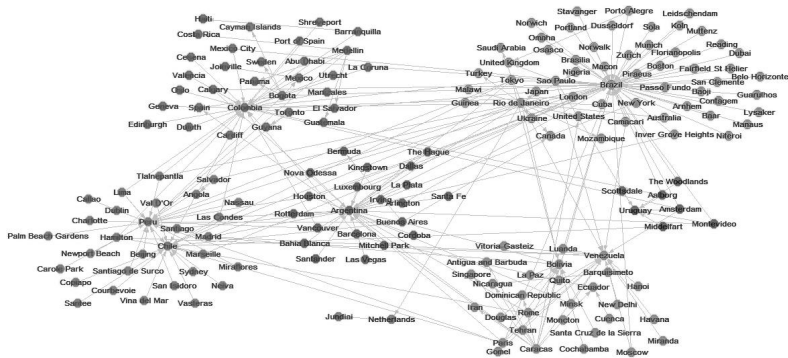 Haiti
Shreveport
Cayman Islands
Costa Rica
Port of Spain
Barranquilla
Mexico City
Medellin
Cesena
Sweden
Abu Dhabi
La Coruna
Joinville
Utrecht
Valencia
Panama
Mexico
Oslo
Calgary
Bogota
Manizales
Geneva
Spain
Colombia
Toronto
El Salvador
Edinburgh
Duluth
Guyana
Guatemala
Cardiff
Stavanger
Porto Alegre
Leidschendam
Norwich
Portland
Dusseldorf
Sola
Koln
Muttenz
Omaha
Norwalk
Munich
Reading
Saudi Arabia
Osasco
Zurich
Florianopolis
Dubai
United Kingdom
Brasilia
Macon
Boston
Fairfield
St Helier
Turkey
Tokyo
Nigeria
Piraeus
Belo Horizonte
Sao Paulo
Brazil
San Clemente
Malawi
Japan
London
Passo Fundo
Baoji
Guarulhos
Guinea
Rio de Janeiro
Cuba
New York
Contagem
Arnhem
Lysaker
Ukraine
United States
Camacari
Australia
Baar
Manaus
Canada
Mozambique
Inver Grove Heights
Niteroi
Bermuda
The Hague
Tlalnepantla
Kingstown
Dallas
Nova Odessa
Salvador
Luxembourg
La Plata
The Woodlands
Lima
Angola
Scottsdale
Aalborg
Callao
Val D'Or
Nassau
Houston
Arlington
Santa Fe
Dublin
Argentina
Uruguay
Amsterdam
Charlotte
Peru
Las Condes
Rotterdam
Buenos Aires
Montevideo
Santiago
Vancouver
Middelfart
Palm Beach Gardens
Hamilton
Madrid
Barcelona
Cordoba
Newport Beach
Chile
Bahia Blanca
Mitchell Park
Vitoria-Gasteiz
Luanda
Beijing
Marseille
Santander
Las Vegas
Venezuela
Carole Park
Santiago de Surco
Sydney
Miraflores
Antigua and Barbuda
Bolivia
Barquisimeto
Copiapo
Singapore
La Paz
Quito
Courbevoie
San Isidoro
Neiva
Nicaragua
Ecuador
Hanoi
Santee
Vina del Mar
Vasteras
Dominican Republic
Iran
Rome
Minsk
New Delhi
Jundiai
Netherlands
Douglas
Moncton
Cuenca
Havana
Tehran
Santa Cruz de la Sierra
Paris
Miranda
Gomel
Caracas
Cochabamba
Moscow